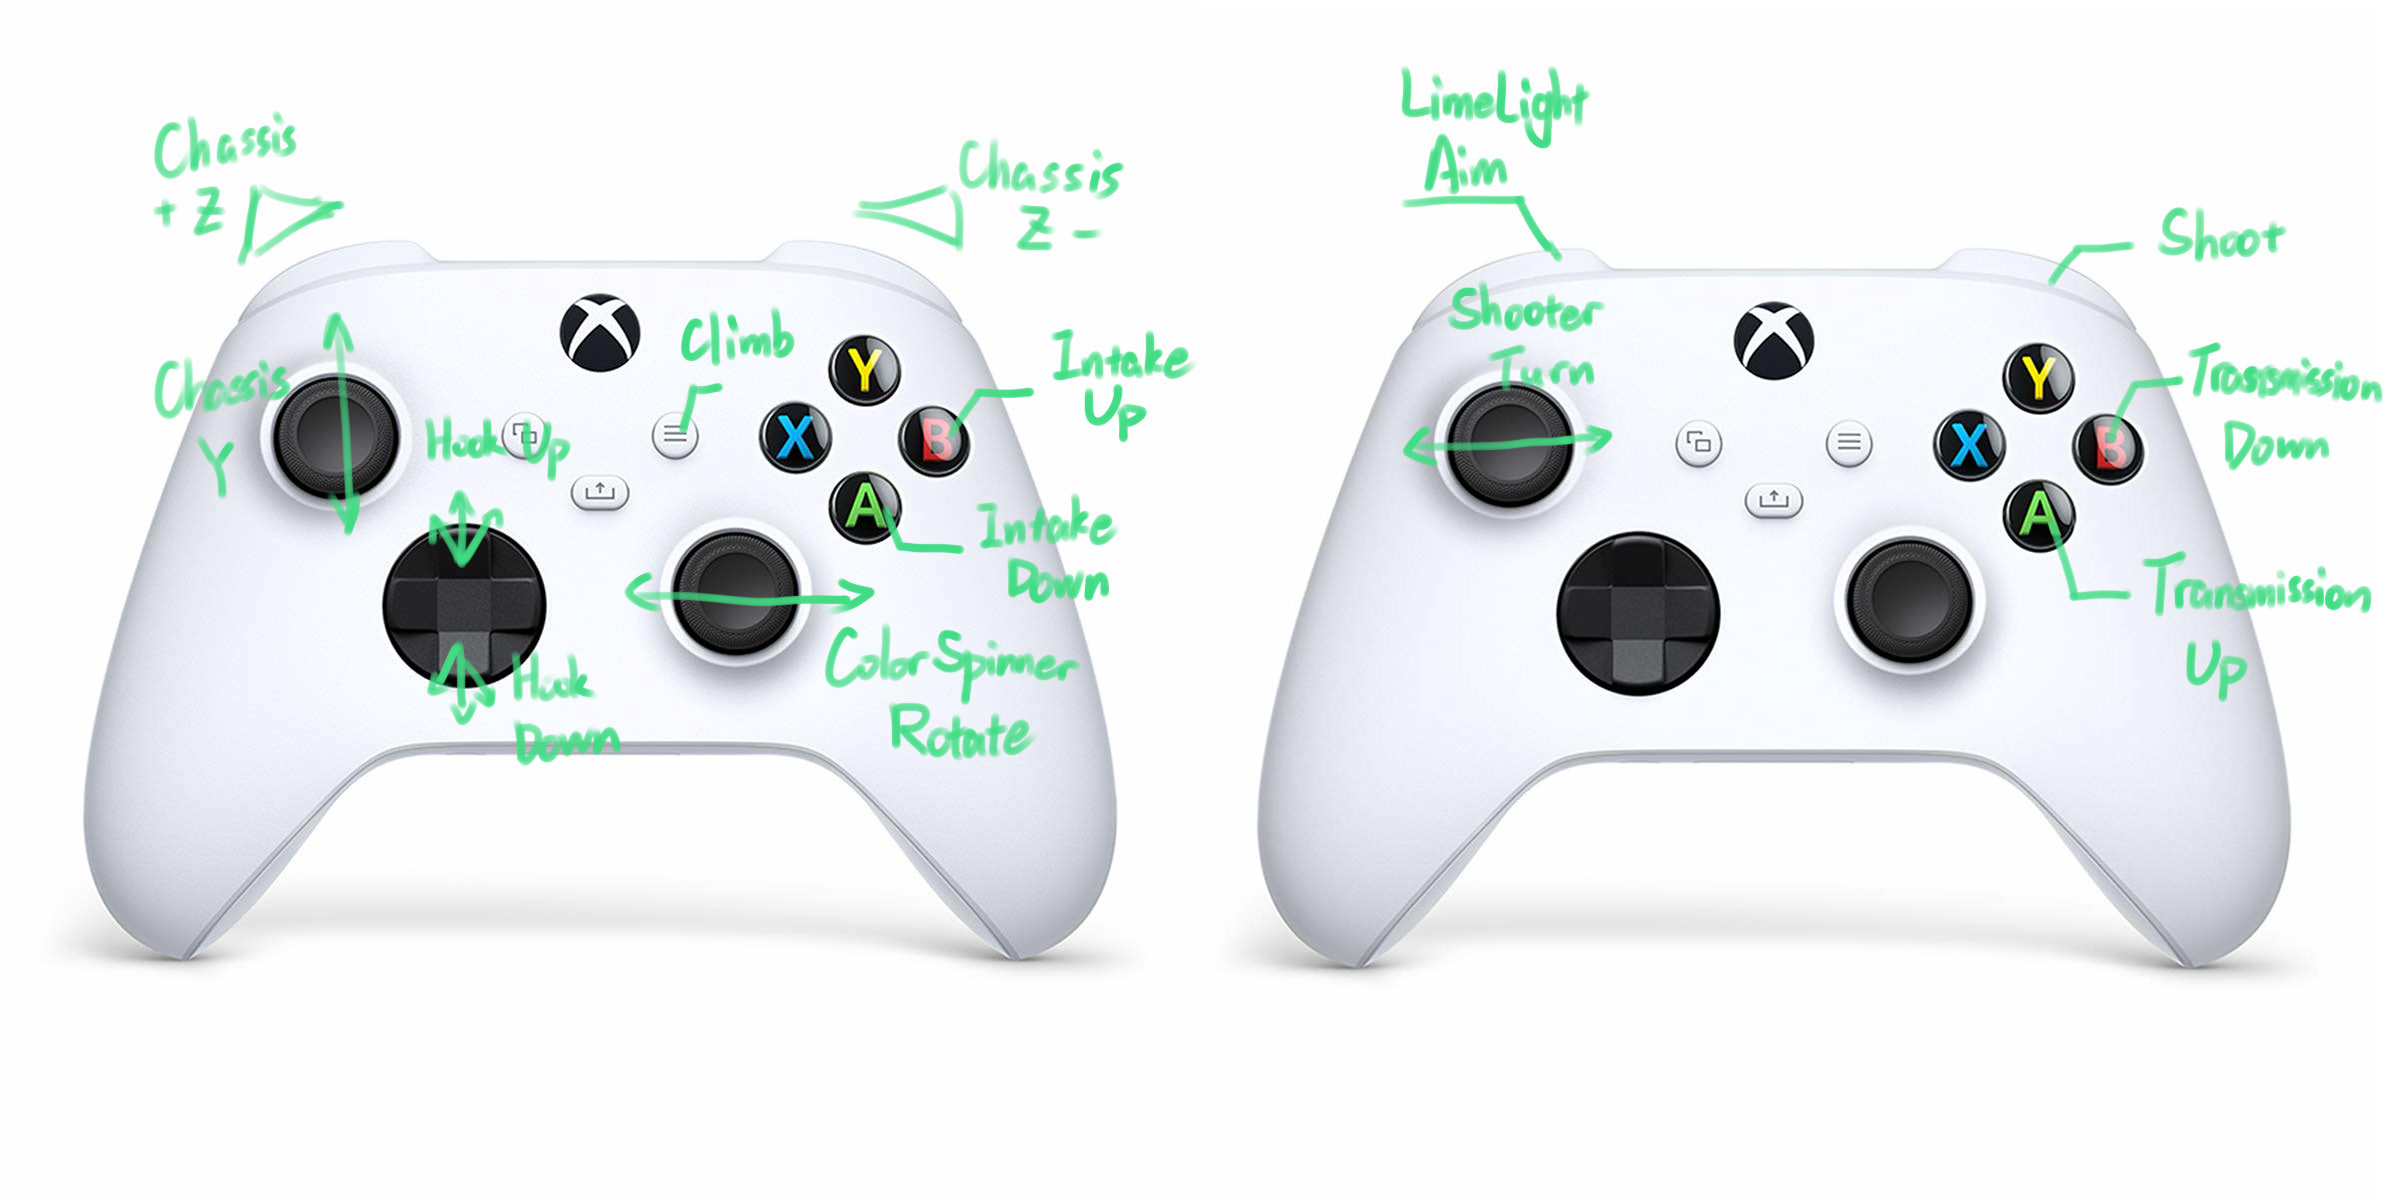 Chassis
+ Z
Chassis
Z -
Chassis
Y
Hook Up
Climb
Y
X
B
A
Intake
Up
Intake
Down
Hook
Down
Color Spinner
Rotate
LimeLight
Aim
Shoot
Shooter
Turn
Y
X
B
A
Trasnsmission
Down
Transmission
Up